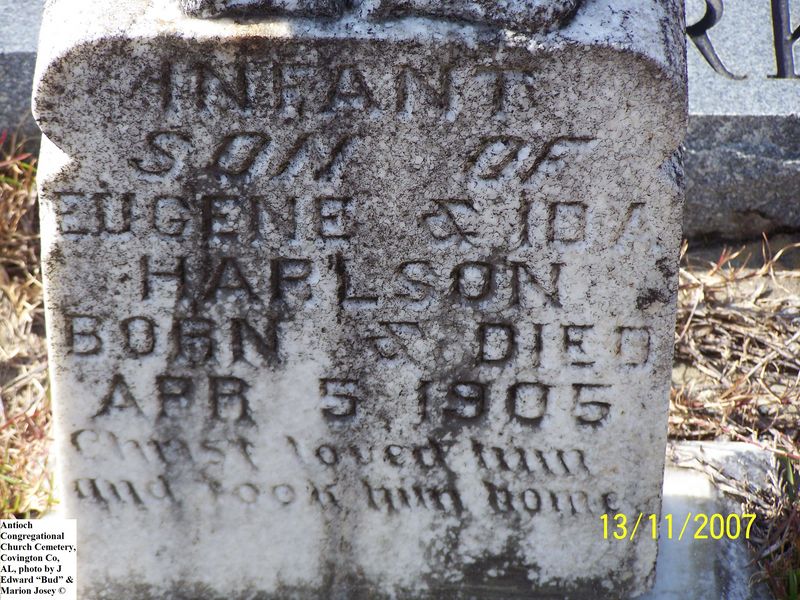 INFANT
SON OF
EUGENE & IDA
HARLSON
BORN & DIED
APR 5 1905
Christ loved him
and took him home
13/11/2007
Antioch
Congregational
Church Cemetery,
Covington Co,
AL, photo by J
Edward “Bud” &
Marion Josey ©